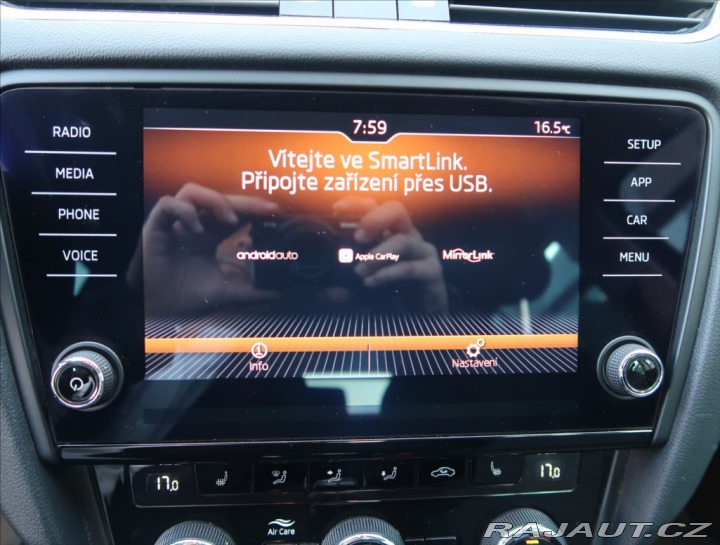 7:59
16.5°C
RADIO
MEDIA
PHONE
VOICE
Vítejte ve SmartLink.
Připojte zařízení přes USB.
androidauto
Apple CarPlay
MirrorLink
Info
Nastavení
SETUP
APP
CAR
MENU
17.0
17.0
Air Care
RAJAUT.CZ